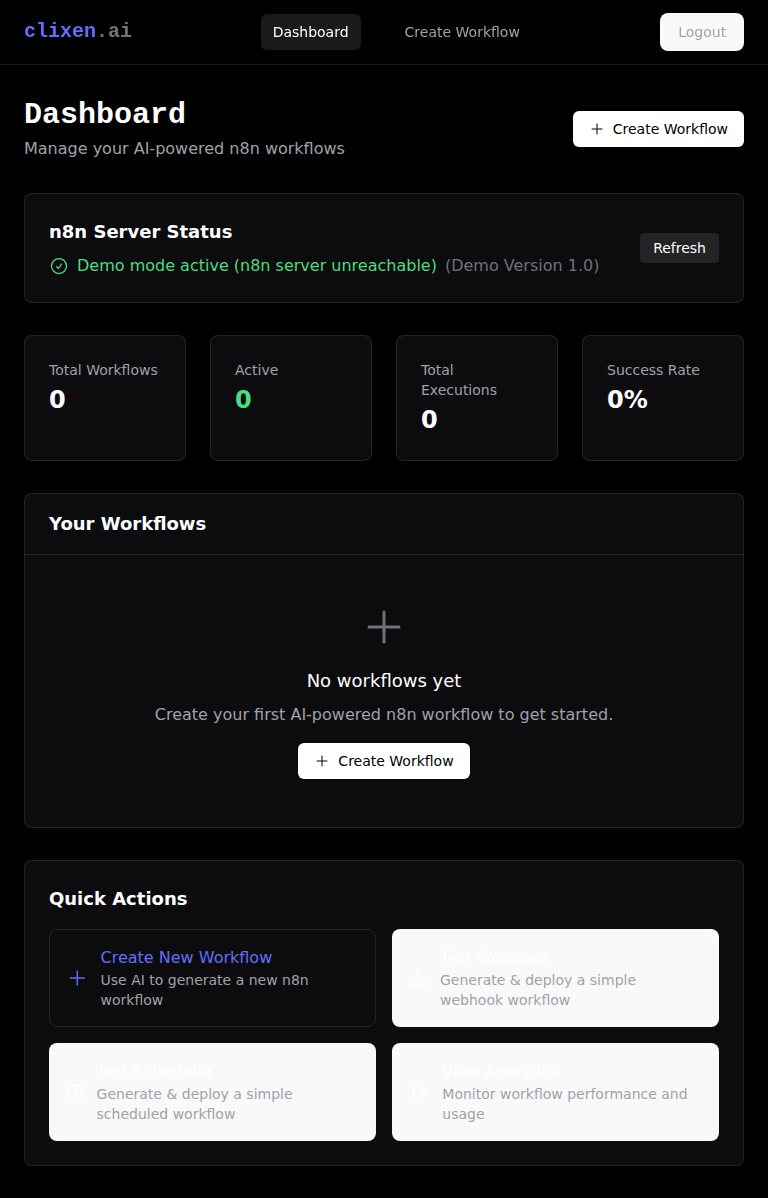 clixen.ai
Dashboard
Create Workflow
Logout
Dashboard
Manage your AI-powered n8n workflows
Create Workflow
n8n Server Status
Demo mode active (n8n server unreachable) (Demo Version 1.0)
Refresh
Total Workflows
0
Active
0
Total
Executions
0
Success Rate
0%
Your Workflows
No workflows yet
Create your first AI-powered n8n workflow to get started.
Create Workflow
Quick Actions
Create New Workflow
Use AI to generate a new n8n
workflow
Test Webhook
Generate & deploy a simple
webhook workflow
Test Scheduler
Generate & deploy a simple
scheduled workflow
View Analytics
Monitor workflow performance and
usage